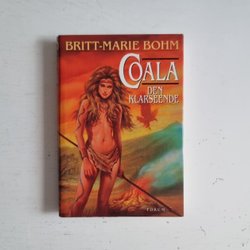 BRITT-MARIE BOHM
COALA
DEN
KLARSEENDE
FORUM